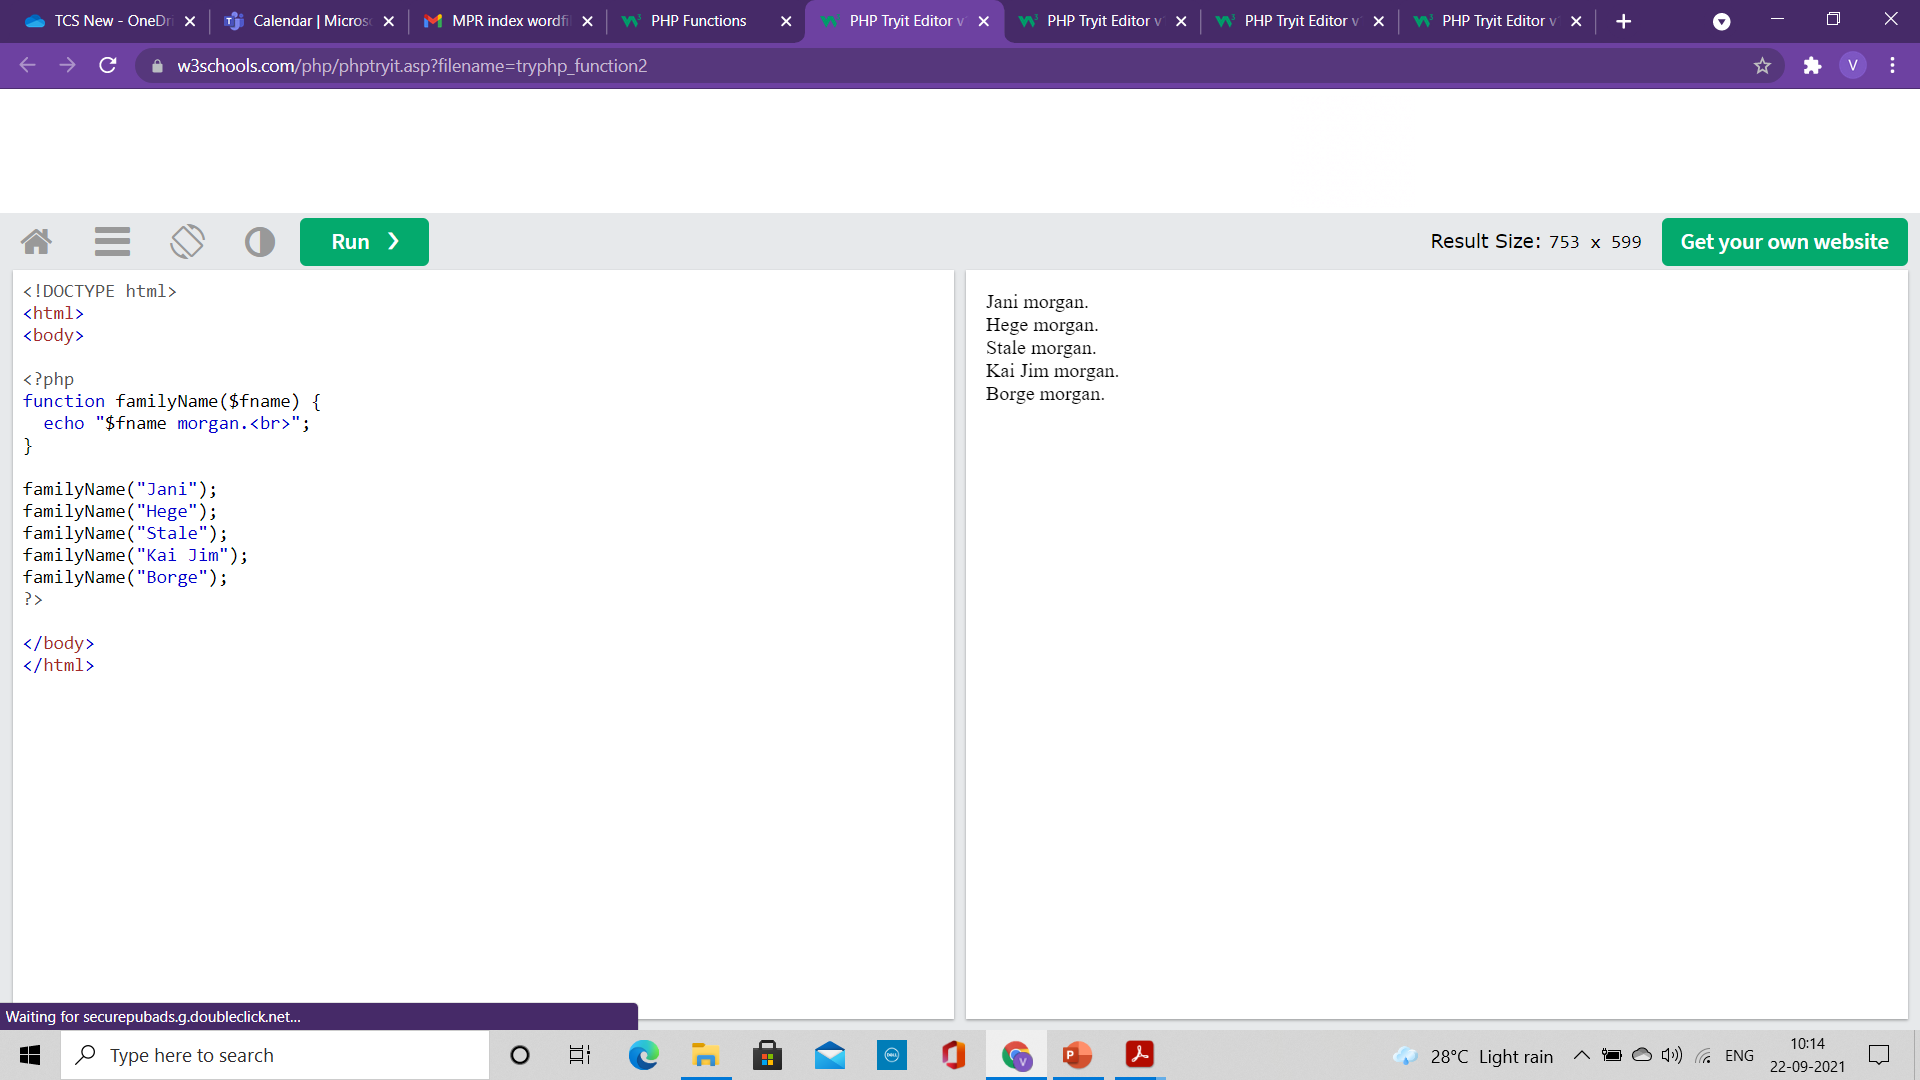 TCS New - OneDri
Calendar | Micros
MPR index wordfi
PHP Functions
PHP Tryit Editor v
PHP Tryit Editor v
PHP Tryit Editor v
PHP Tryit Editor v
w3schools.com/php/phptryit.asp?filename=tryphp_function2
V
Run ❯
Result Size: 753 x 599
Get your own website
<!DOCTYPE html>
<html>
<body>
<?php
function familyName($fname) {
  echo "$fname morgan.<br>";
}
familyName("Jani");
familyName("Hege");
familyName("Stale");
familyName("Kai Jim");
familyName("Borge");
?>
</body>
</html>
Jani morgan.
Hege morgan.
Stale morgan.
Kai Jim morgan.
Borge morgan.
Waiting for securepubads.g.doubleclick.net...
Type here to search
28°C Light rain
ENG
10:14
22-09-2021